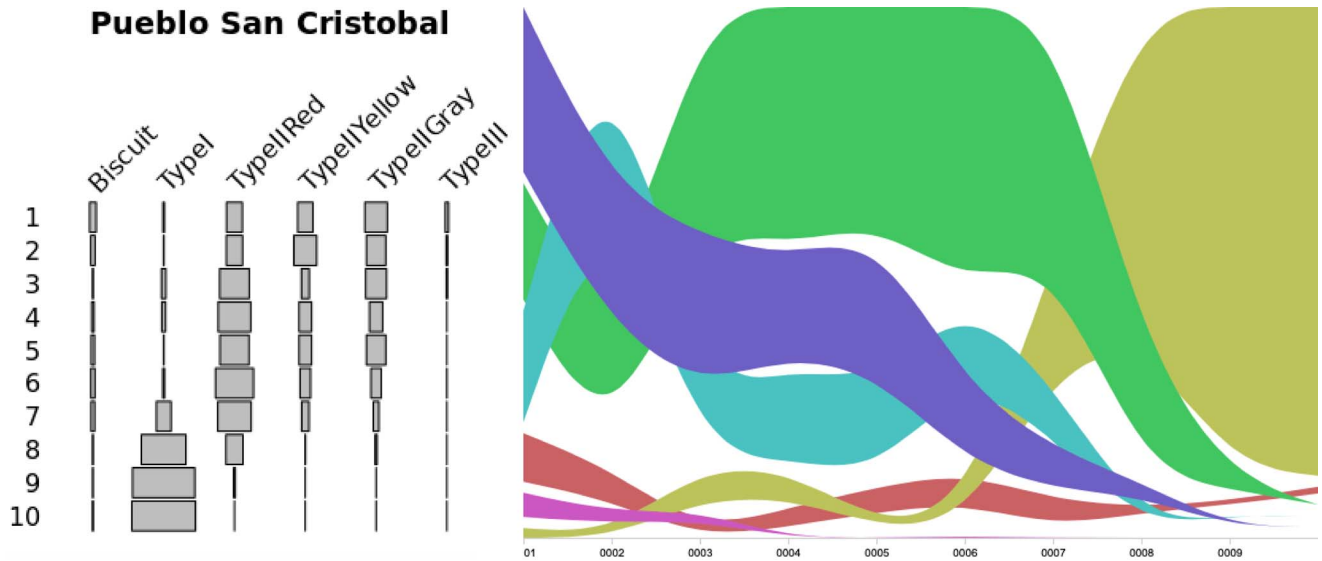 Pueblo San Cristobal
Biscuit
TypeI
TypeIIRed
TypeIIYellow
TypeIIGray
TypeIII
1
2
3
4
5
6
7
8
9
10
01 0002 0003 0004 0005 0006 0007 0008 0009